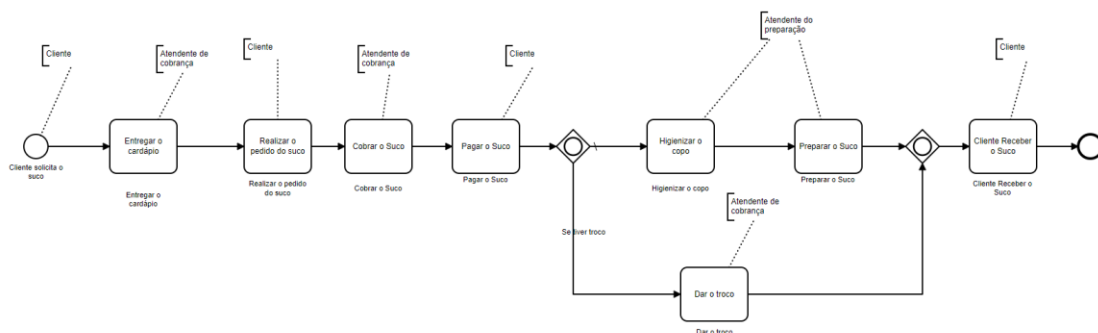 Cliente
Atendente de
cobrança
Cliente
Atendente de
cobrança
Cliente
Atendente do
preparação
Cliente
Cliente solicita o
suco
Entregar o
cardápio
Entregar o
cardápio
Realizar o
pedido do suco
Realizar o pedido
do suco
Cobrar o Suco
Cobrar o Suco
Pagar o Suco
Pagar o Suco
Higienizar o
copo
Higienizar o copo
Preparar o Suco
Preparar o Suco
Cliente Receber
o Suco
Cliente Receber o
Suco
Se tiver troco
Atendente de
cobrança
Dar o troco
Dar o troco